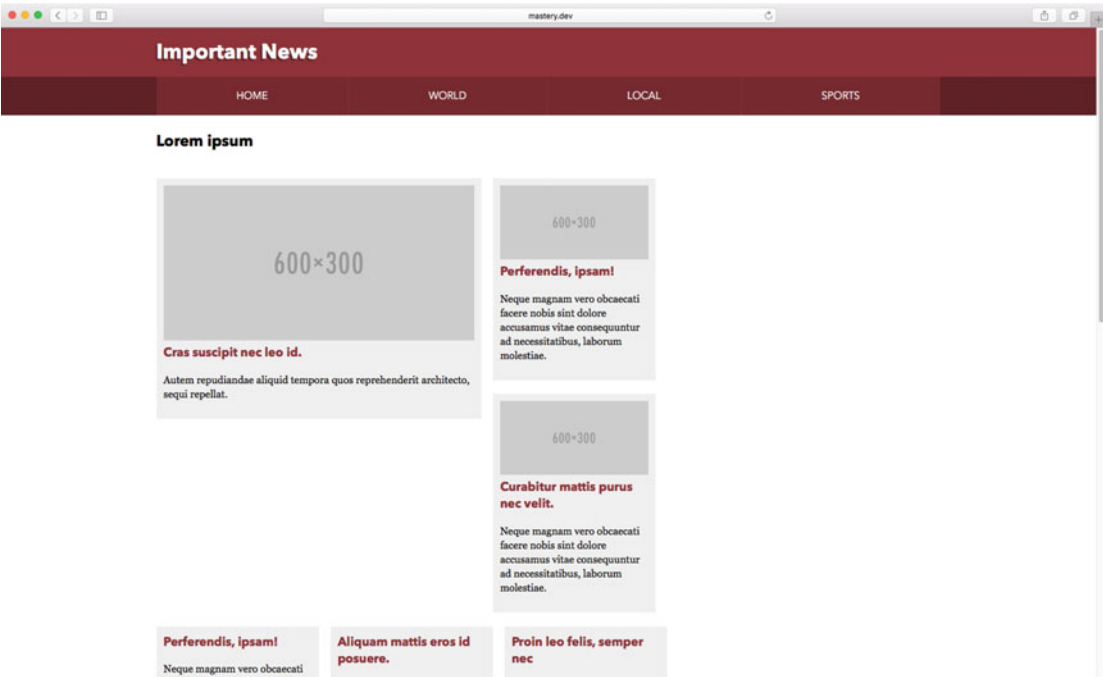 mastery.dev
Important News
HOME WORLD LOCAL SPORTS
Lorem ipsum
600×300
Cras suscipit nec leo id.
Autem repudiandae aliquid tempora quos reprehenderit architecto,
sequi repellat.
600×300
Perferendis, ipsam!
Neque magnam vero obcaecati
facere nobis sint dolore
accusamus vitae consequuntur
ad necessitatibus, laborum
molestiae.
600×300
Curabitur mattis purus
nec velit.
Neque magnam vero obcaecati
facere nobis sint dolore
accusamus vitae consequuntur
ad necessitatibus, laborum
molestiae.
Perferendis, ipsam!
Neque magnam vero obcaecati
Aliquam mattis eros id
posuere.
Proin leo felis, semper
nec